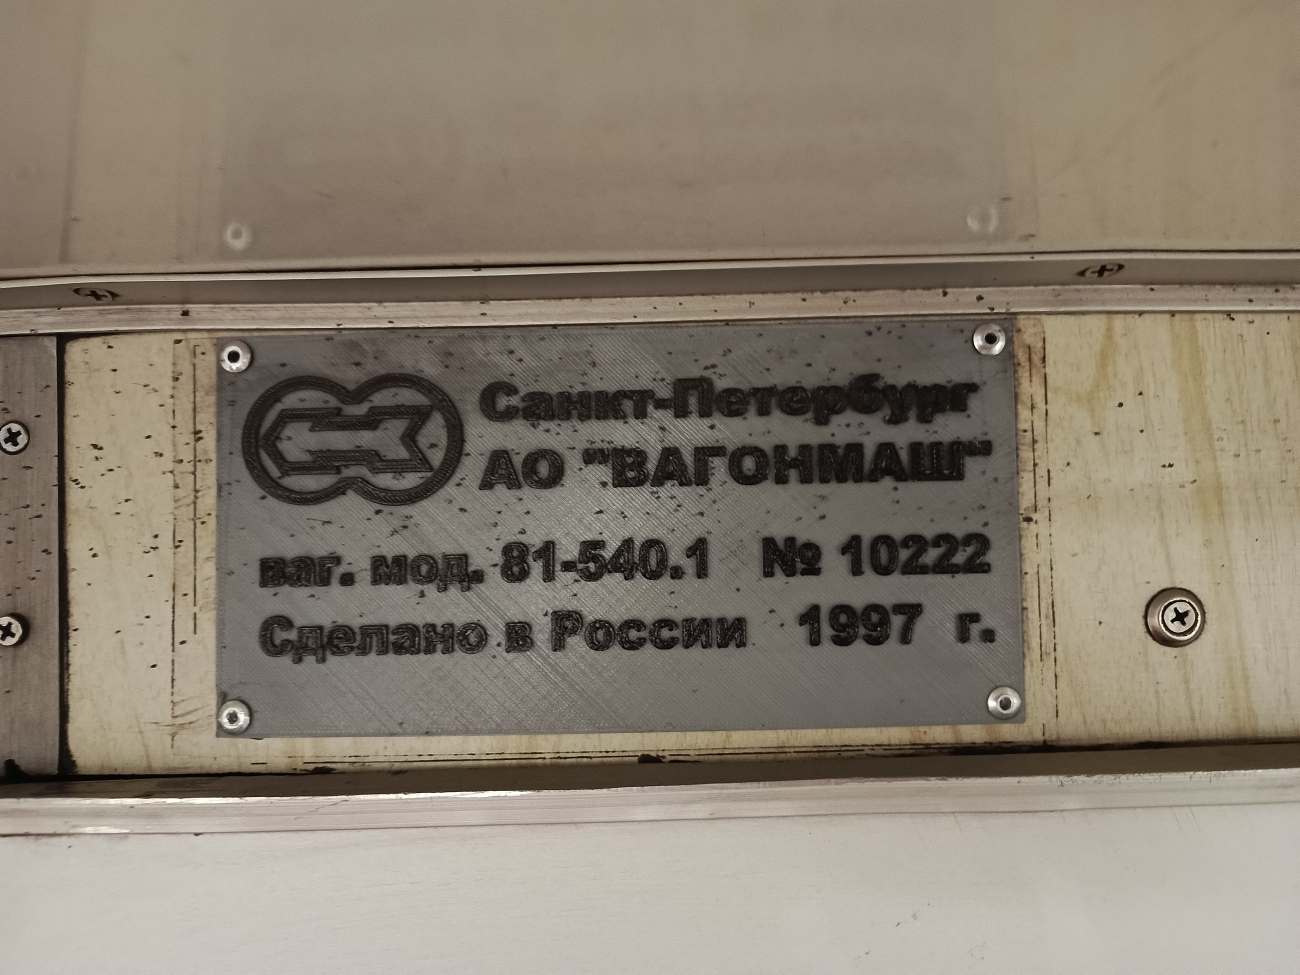 Санкт-Петербург
АО "ВАГОНМАШ"
ваг. мод. 81-540.1 № 10222
Сделано в России 1997 г.